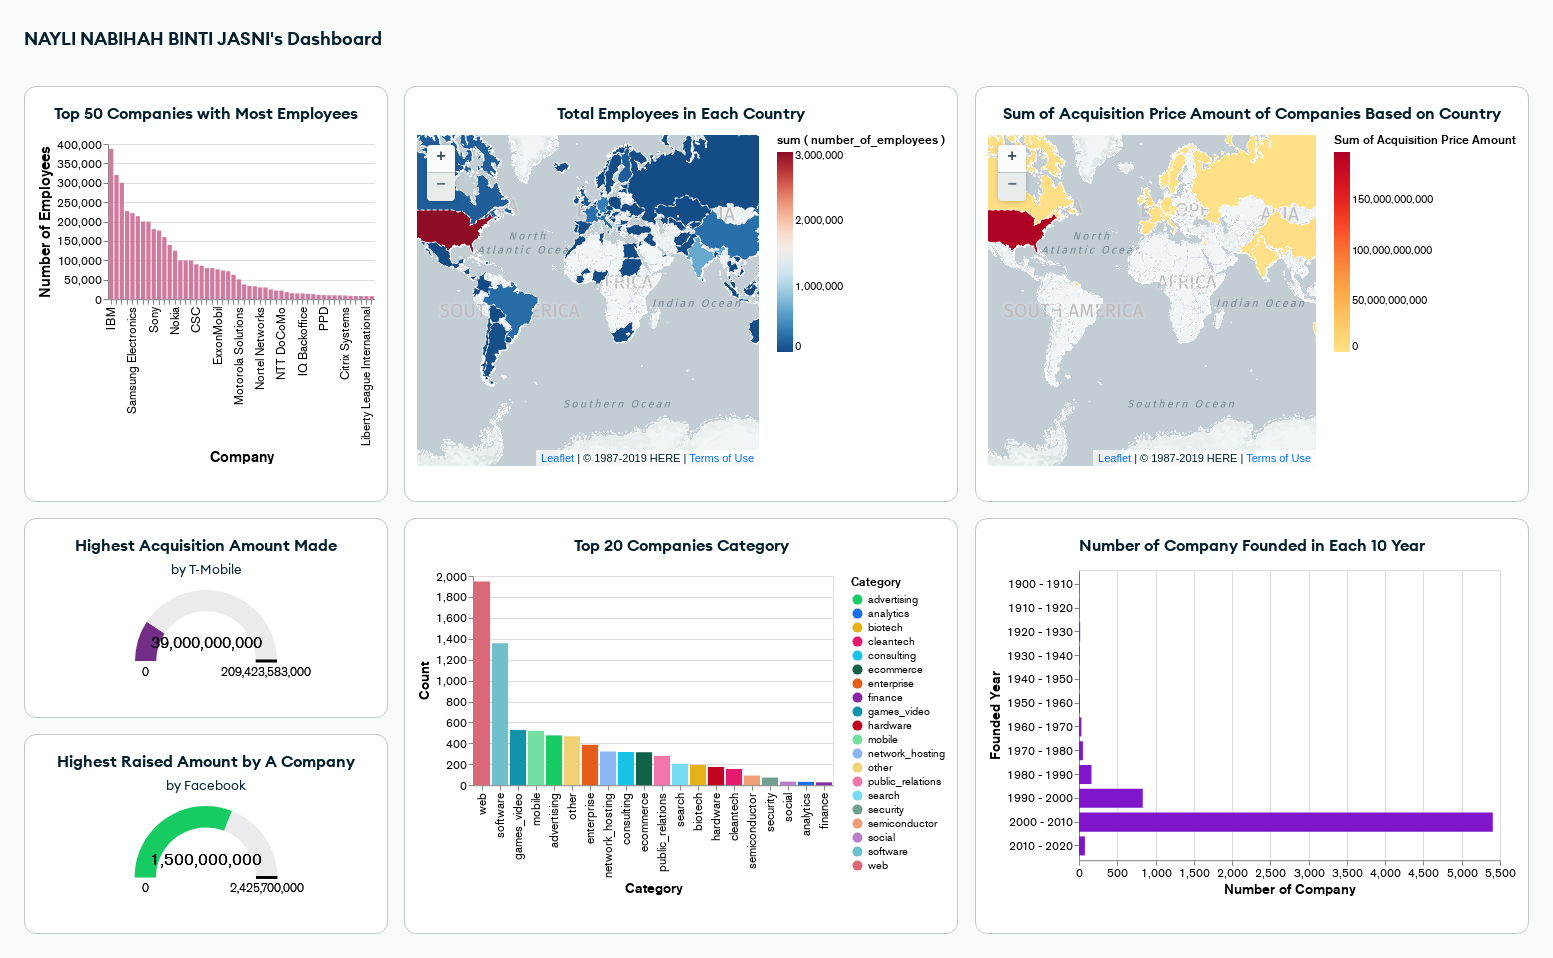 NAYLI NABIHAH BINTI JASNI's Dashboard
Top 50 Companies with Most Employees
400,000
350,000
300,000
250,000
200,000
150,000
100,000
50,000
0
Number of Employees
IBM
Samsung Electronics
Sony
Nokia
CSC
ExxonMobil
Motorola Solutions
Nortel Networks
NTT DoCoMo
IQ Backoffice
PPD
Citrix Systems
Liberty League International
Company
Total Employees in Each Country
+
−
North
Atlantic Ocea
Indian Ocean
Southern Ocean
Leaflet | © 1987-2019 HERE | Terms of Use
sum ( number_of_employees )
3,000,000
2,000,000
1,000,000
0
Sum of Acquisition Price Amount of Companies Based on Country
+
−
North
Atlantic Ocean
ASIA
AFRICA
SOUTH AMERICA
Indian Ocean
Southern Ocean
Leaflet | © 1987-2019 HERE | Terms of Use
Sum of Acquisition Price Amount
150,000,000,000
100,000,000,000
50,000,000,000
0
Highest Acquisition Amount Made
by T-Mobile
39,000,000,000
0
209,423,583,000
Highest Raised Amount by A Company
by Facebook
1,500,000,000
0
2,425,700,000
Top 20 Companies Category
2,000
1,800
1,600
1,400
1,200
1,000
800
600
400
200
0
Count
web
software
games_video
mobile
advertising
other
enterprise
network_hosting
consulting
ecommerce
public_relations
search
biotech
hardware
cleantech
semiconductor
security
social
analytics
finance
Category
Category
advertising
analytics
biotech
cleantech
consulting
ecommerce
enterprise
finance
games_video
hardware
mobile
network_hosting
other
public_relations
search
security
semiconductor
social
software
web
Number of Company Founded in Each 10 Year
Founded Year
1900 - 1910
1910 - 1920
1920 - 1930
1930 - 1940
1940 - 1950
1950 - 1960
1960 - 1970
1970 - 1980
1980 - 1990
1990 - 2000
2000 - 2010
2010 - 2020
0
500
1,000
1,500
2,000
2,500
3,000
3,500
4,000
4,500
5,000
5,500
Number of Company